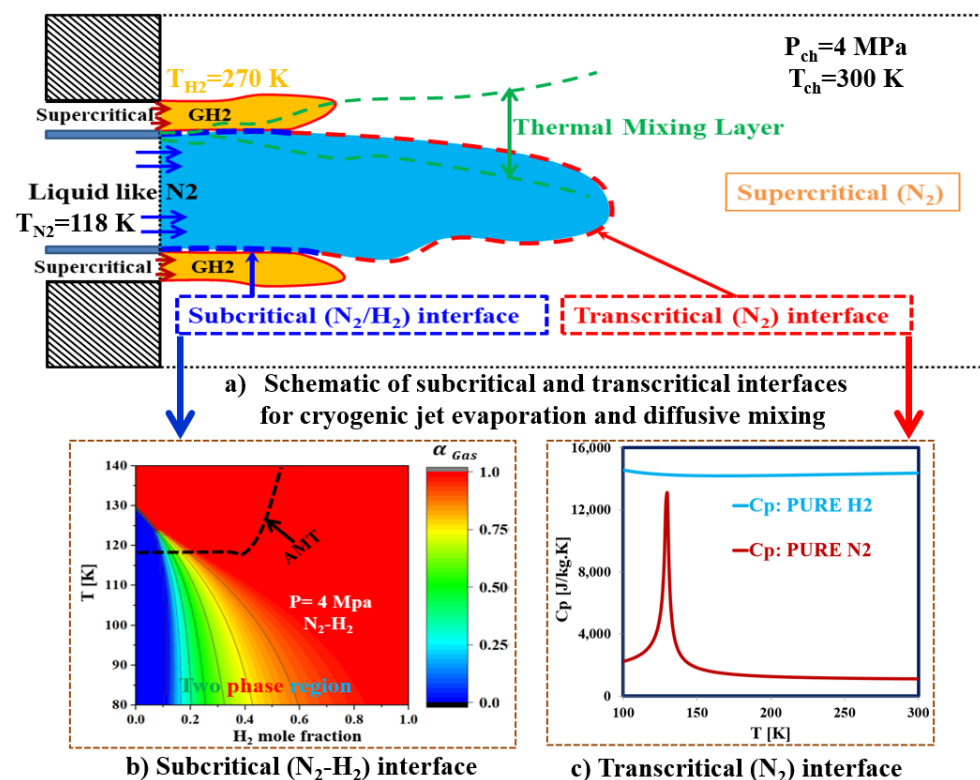 P_ch=4 MPa
T_ch=300 K
T_H2=270 K
Supercritical
GH2
Thermal Mixing Layer
Liquid like N2
T_N2=118 K
Supercritical (N₂)
Supercritical
GH2
Subcritical (N₂/H₂) interface
Transcritical (N₂) interface
a) Schematic of subcritical and transcritical interfaces
for cryogenic jet evaporation and diffusive mixing
α Gas
140
130
120
110
100
90
80
T [K]
AMT
P= 4 Mpa
N₂-H₂
Two phase region
0.0 0.2 0.4 0.6 0.8 1.0
H₂ mole fraction
1.0
0.75
0.50
0.25
0.0
b) Subcritical (N₂-H₂) interface
16,000
12,000
8,000
4,000
0
Cp [J/kg.K]
Cp: PURE H2
Cp: PURE N2
100 150 200 250 300
T [K]
c) Transcritical (N₂) interface